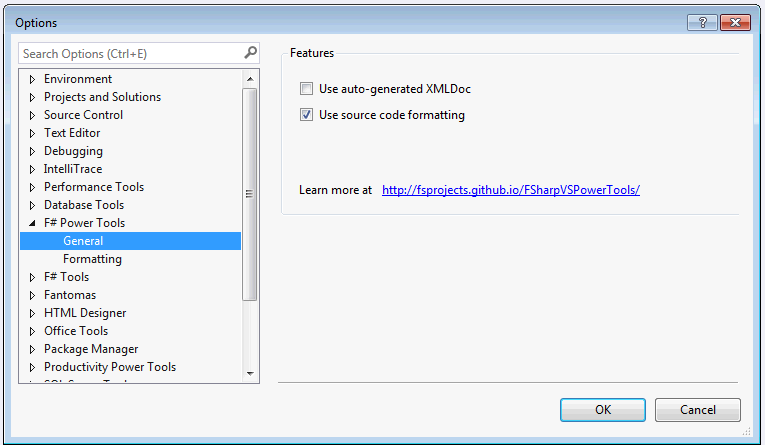 Options
Search Options (Ctrl+E)
Environment
Projects and Solutions
Source Control
Text Editor
Debugging
IntelliTrace
Performance Tools
Database Tools
F# Power Tools
General
Formatting
F# Tools
Fantomas
HTML Designer
Office Tools
Package Manager
Productivity Power Tools
Features
Use auto-generated XMLDoc
Use source code formatting
Learn more at http://fsprojects.github.io/FSharpVSPowerTools/
OK Cancel